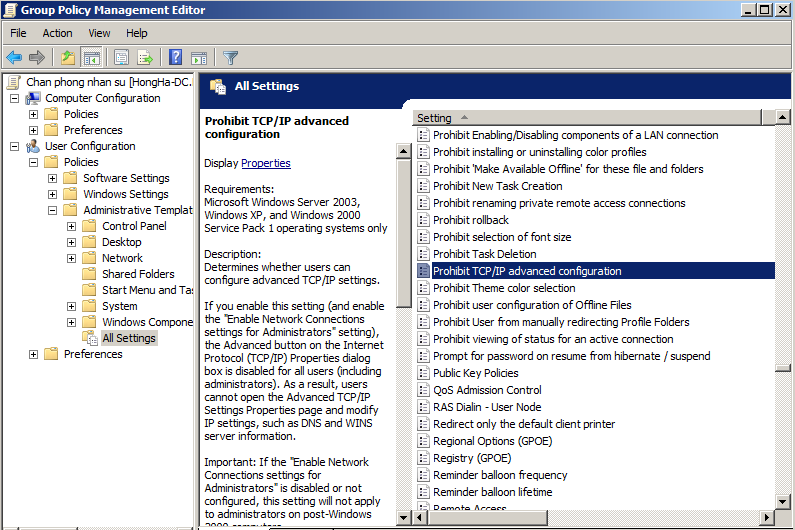 Group Policy Management Editor
File Action View Help
Chan phong nhan su [HongHa-DC.
Computer Configuration
Policies
Preferences
User Configuration
Policies
Software Settings
Windows Settings
Administrative Templat
Control Panel
Desktop
Network
Shared Folders
Start Menu and Tas
System
Windows Compone
All Settings
Preferences
All Settings
Prohibit TCP/IP advanced
configuration
Display Properties
Requirements:
Microsoft Windows Server 2003,
Windows XP, and Windows 2000
Service Pack 1 operating systems only
Description:
Determines whether users can
configure advanced TCP/IP settings.
If you enable this setting (and enable
the "Enable Network Connections
settings for Administrators" setting),
the Advanced button on the Internet
Protocol (TCP/IP) Properties dialog
box is disabled for all users (including
administrators). As a result, users
cannot open the Advanced TCP/IP
Settings Properties page and modify
IP settings, such as DNS and WINS
server information.
Important: If the "Enable Network
Connections settings for
Administrators" is disabled or not
configured, this setting will not apply
to administrators on post-Windows
2000 computers.
Setting
Prohibit Enabling/Disabling components of a LAN connection
Prohibit installing or uninstalling color profiles
Prohibit 'Make Available Offline' for these file and folders
Prohibit New Task Creation
Prohibit renaming private remote access connections
Prohibit rollback
Prohibit selection of font size
Prohibit Task Deletion
Prohibit TCP/IP advanced configuration
Prohibit Theme color selection
Prohibit user configuration of Offline Files
Prohibit User from manually redirecting Profile Folders
Prohibit viewing of status for an active connection
Prompt for password on resume from hibernate / suspend
Public Key Policies
QoS Admission Control
RAS Dialin - User Node
Redirect only the default client printer
Regional Options (GPOE)
Registry (GPOE)
Reminder balloon frequency
Reminder balloon lifetime
Remote Access